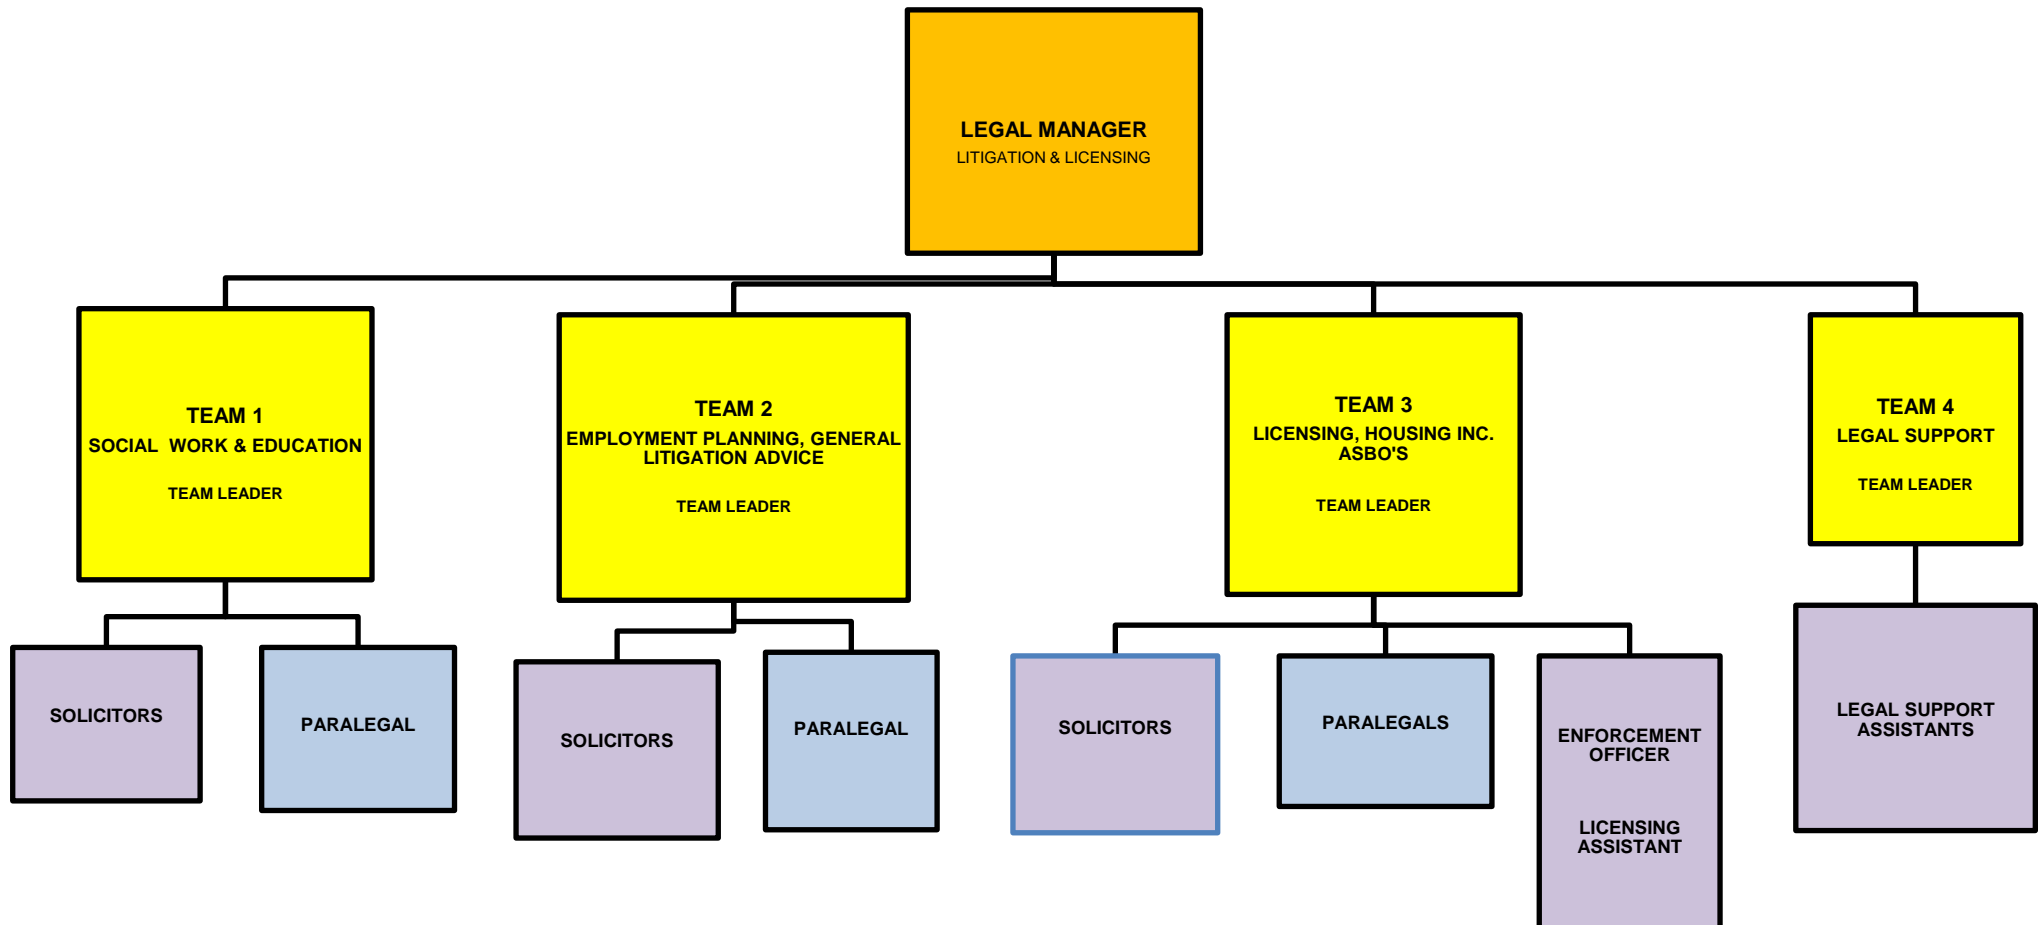 LEGAL MANAGER
LITIGATION & LICENSING
TEAM 1
SOCIAL WORK & EDUCATION
TEAM LEADER
TEAM 2
EMPLOYMENT PLANNING, GENERAL
LITIGATION ADVICE
TEAM LEADER
TEAM 3
LICENSING, HOUSING INC.
ASBO'S
TEAM LEADER
TEAM 4
LEGAL SUPPORT
TEAM LEADER
SOLICITORS
PARALEGAL
SOLICITORS
PARALEGAL
SOLICITORS
PARALEGALS
ENFORCEMENT
OFFICER
LICENSING
ASSISTANT
LEGAL SUPPORT
ASSISTANTS